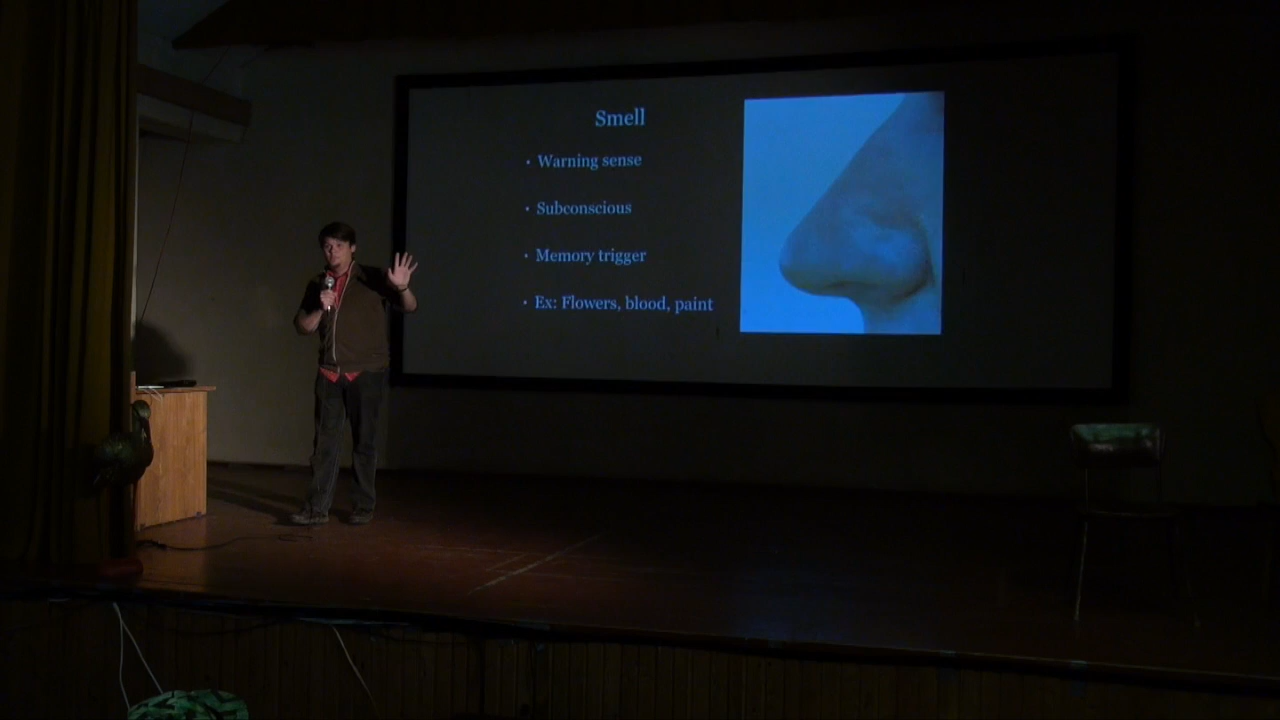 Smell
• Warning sense
• Subconscious
• Memory trigger
• Ex: Flowers, blood, paint